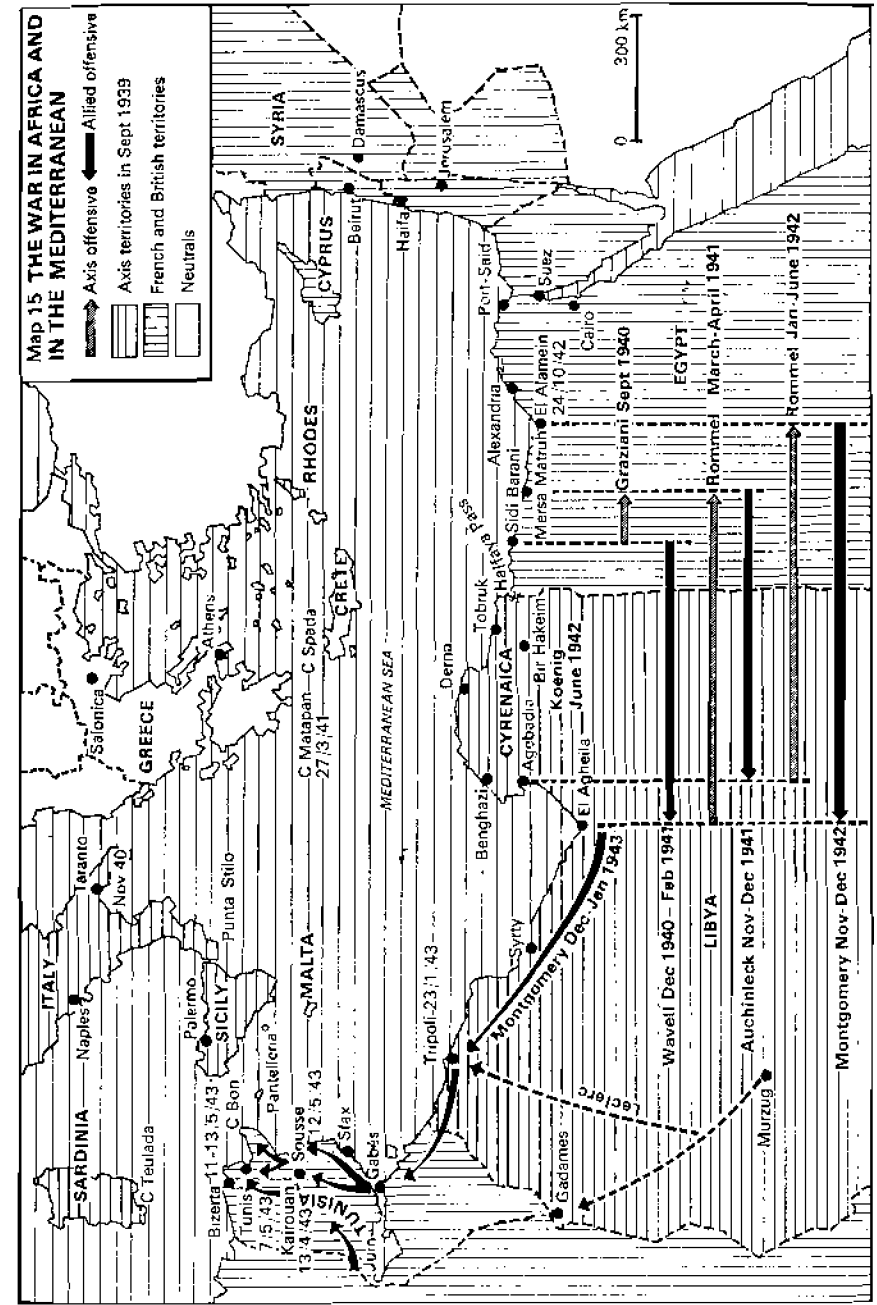 Map 15 THE WAR IN AFRICA AND
IN THE MEDITERRANEAN
Axis offensive
Allied offensive
Axis territories in Sept 1939
French and British territories
Neutrals
SARDINIA
C Teulada
ITALY
Naples
Taranto
Nov 40
Palermo
SICILY
Punta Stilo
Pantelleria
MALTA
GREECE
Salonica
Athens
C Matapan
27/3/41
C Spada
CRETE
RHODES
CYPRUS
SYRIA
Damascus
Beirut
Haifa
Jerusalem
MEDITERRANEAN SEA
Bizerta 11-13/5/43
C Bon
Tunis
7/5/43
Kairouan
13/4/43
Sousse
12/5/43
Sfax
TUNISIA
Gabès
Juin
Tripoli-23/1/43
Syrty
Montgomery Dec-Jan 1943
El Agheila
Benghazi
Agebadia
CYRENAICA
Derna
Tobruk
Bir Hakeim
Koenig
June 1942
Halfaya Pass
Sidi Barani
Mersa Matruh
Alexandria
El Alamein
24/10/42
Port-Said
Suez
Cairo
EGYPT
Gadames
Murzug
Leclerc
LIBYA
Graziani Sept 1940
Wavell Dec 1940 – Feb 1941
Rommel March-April 1941
Auchinleck Nov-Dec 1941
Rommel Jan-June 1942
Montgomery Nov-Dec 1942
0 300 km